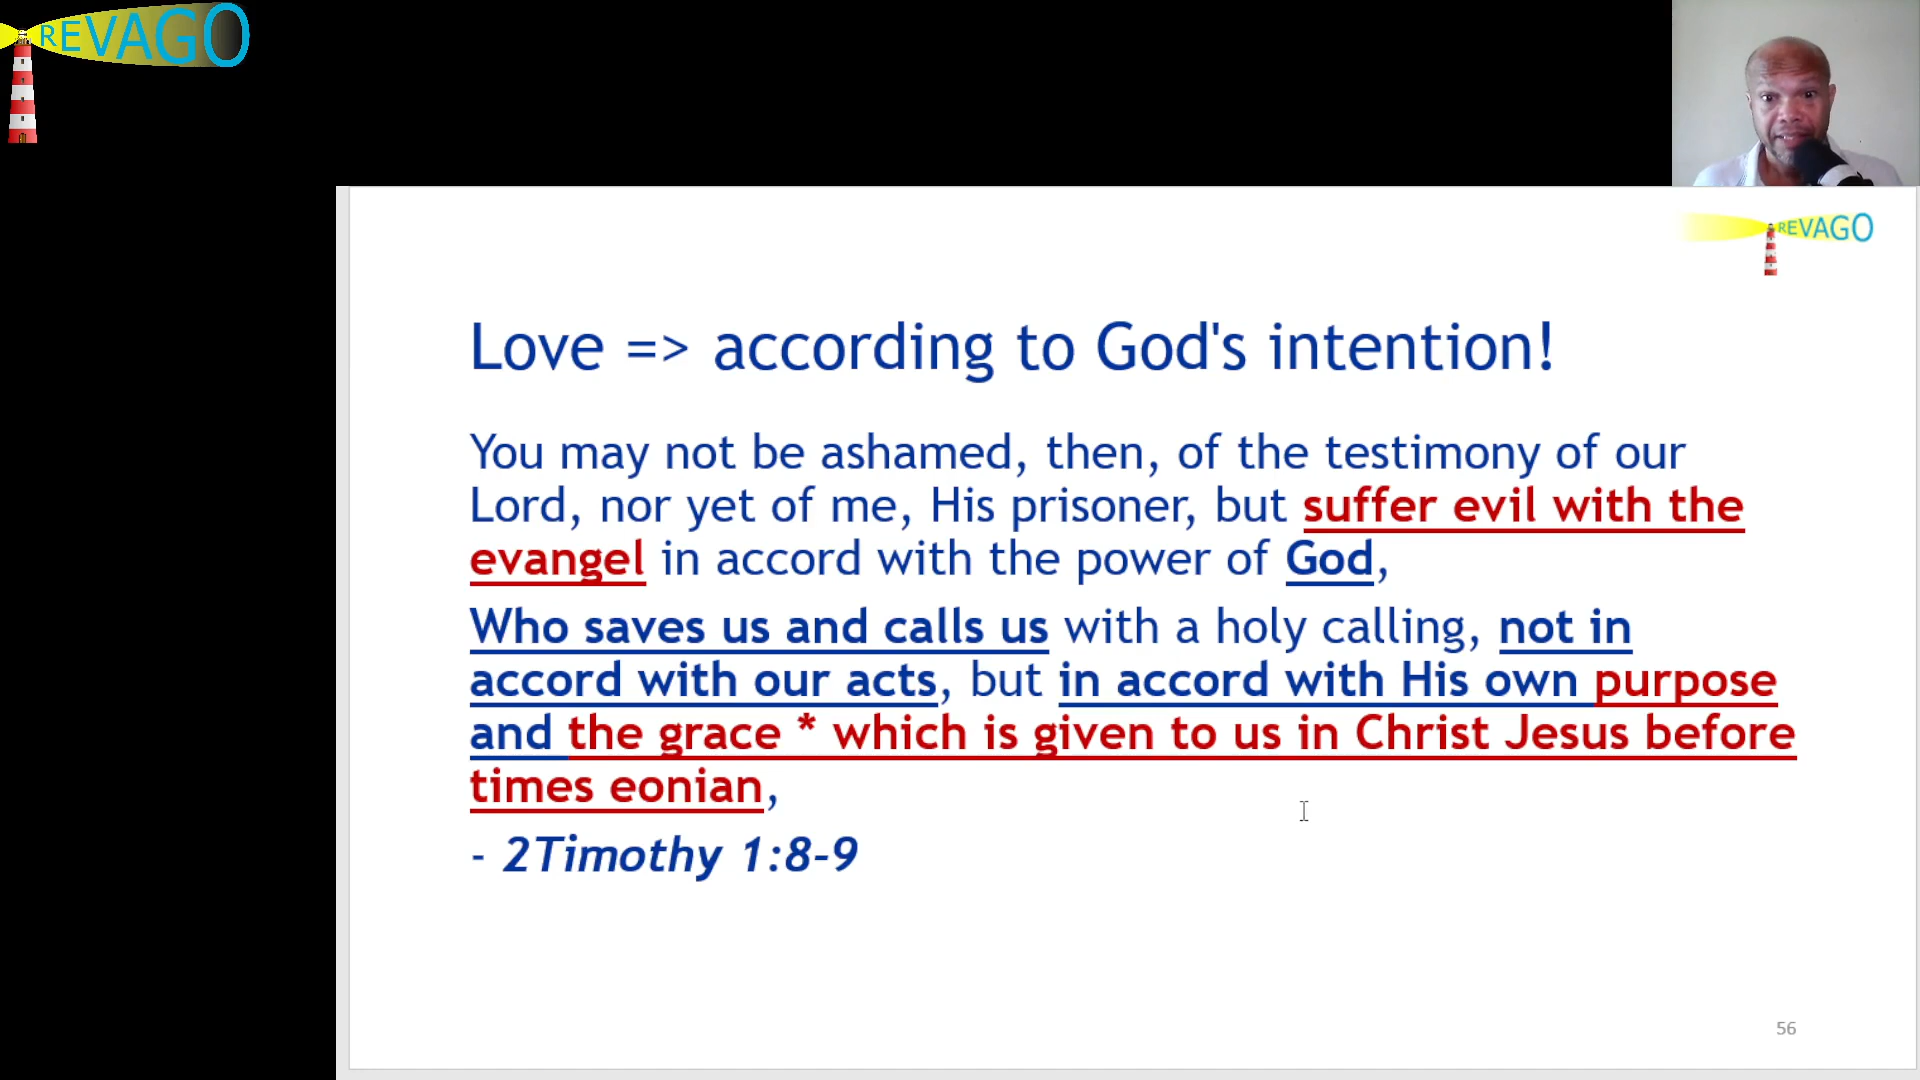 REVAGO
REVAGO
Love => according to God's intention!
You may not be ashamed, then, of the testimony of our
Lord, nor yet of me, His prisoner, but suffer evil with the
evangel in accord with the power of God,
Who saves us and calls us with a holy calling, not in
accord with our acts, but in accord with His own purpose
and the grace * which is given to us in Christ Jesus before
times eonian,
- 2Timothy 1:8-9
56